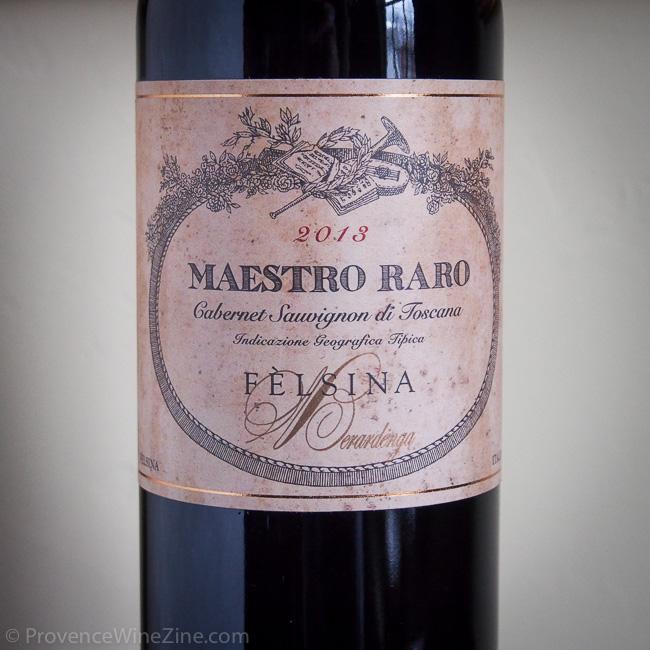 2013
MAESTRO RARO
Cabernet Sauvignon di Toscana
Indicazione Geografica Tipica
FÈLSINA
Berardenga
© ProvenceWineZine.com